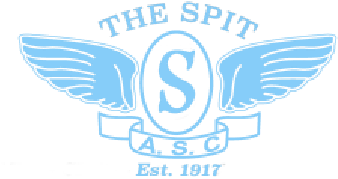 THE SPIT
S
A. S. C
Est. 1917